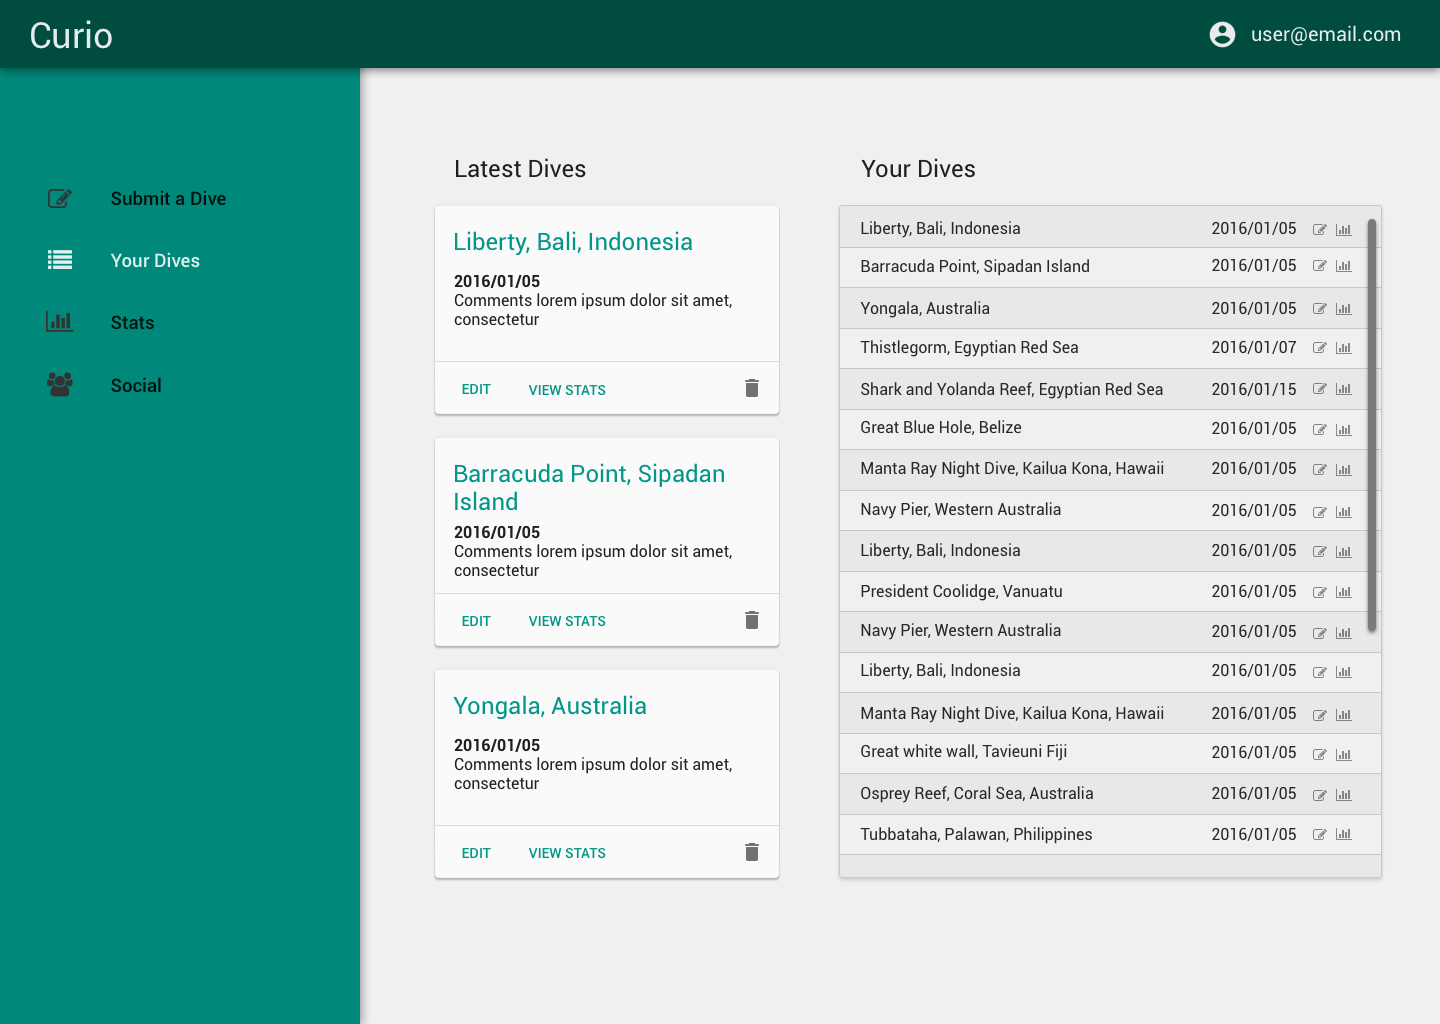 Curio
user@email.com
Submit a Dive
Your Dives
Stats
Social
Latest Dives
Liberty, Bali, Indonesia
2016/01/05
Comments lorem ipsum dolor sit amet,
consectetur
EDIT VIEW STATS
Barracuda Point, Sipadan
Island
2016/01/05
Comments lorem ipsum dolor sit amet,
consectetur
EDIT VIEW STATS
Yongala, Australia
2016/01/05
Comments lorem ipsum dolor sit amet,
consectetur
EDIT VIEW STATS
Your Dives
Liberty, Bali, Indonesia 2016/01/05
Barracuda Point, Sipadan Island 2016/01/05
Yongala, Australia 2016/01/05
Thistlegorm, Egyptian Red Sea 2016/01/07
Shark and Yolanda Reef, Egyptian Red Sea 2016/01/15
Great Blue Hole, Belize 2016/01/05
Manta Ray Night Dive, Kailua Kona, Hawaii 2016/01/05
Navy Pier, Western Australia 2016/01/05
Liberty, Bali, Indonesia 2016/01/05
President Coolidge, Vanuatu 2016/01/05
Navy Pier, Western Australia 2016/01/05
Liberty, Bali, Indonesia 2016/01/05
Manta Ray Night Dive, Kailua Kona, Hawaii 2016/01/05
Great white wall, Tavieuni Fiji 2016/01/05
Osprey Reef, Coral Sea, Australia 2016/01/05
Tubbataha, Palawan, Philippines 2016/01/05